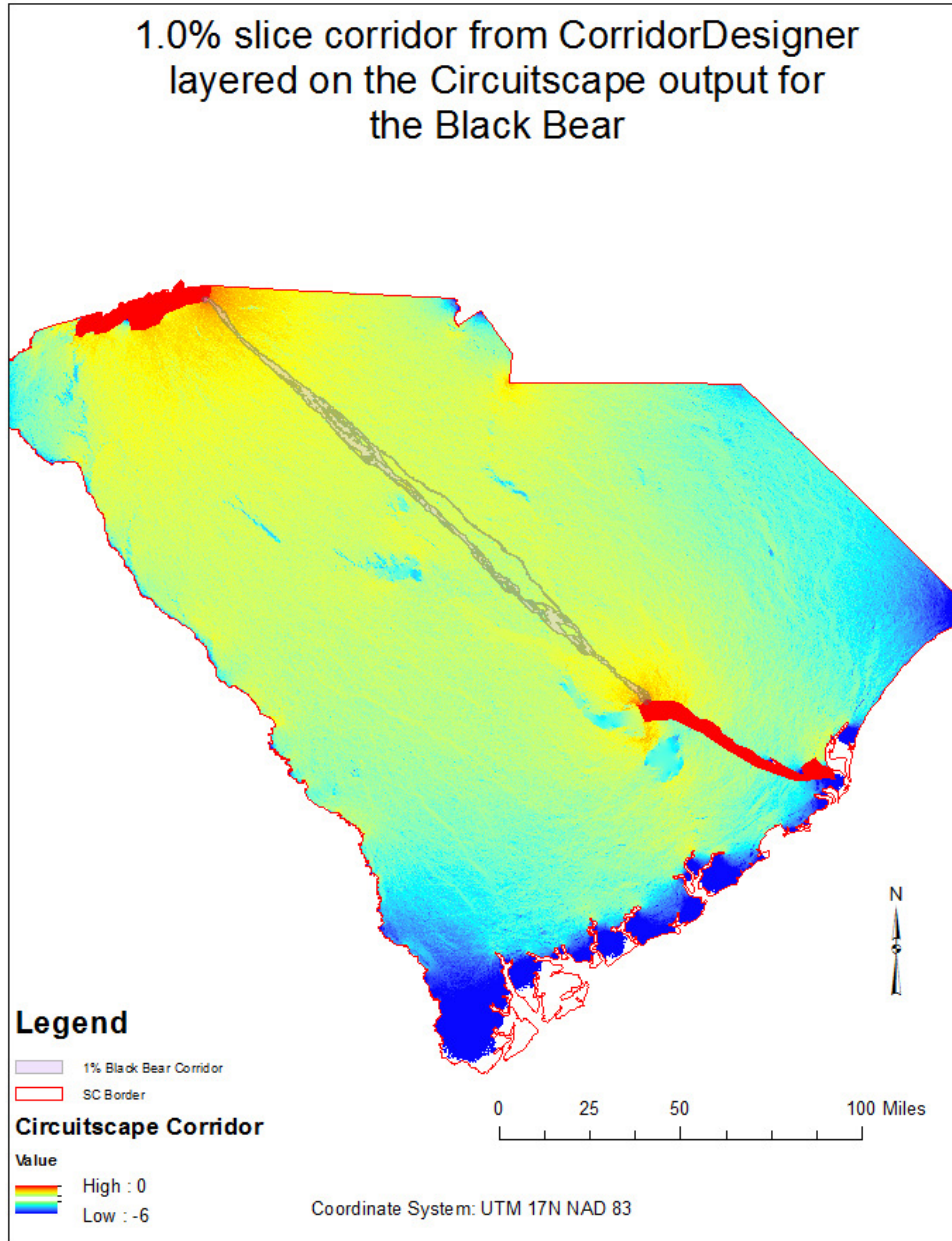 1.0% slice corridor from CorridorDesigner
layered on the Circuitscape output for
the Black Bear
N
Legend
1% Black Bear Corridor
SC Border
Circuitscape Corridor
Value
High : 0
Low : -6
0 25 50 100 Miles
Coordinate System: UTM 17N NAD 83